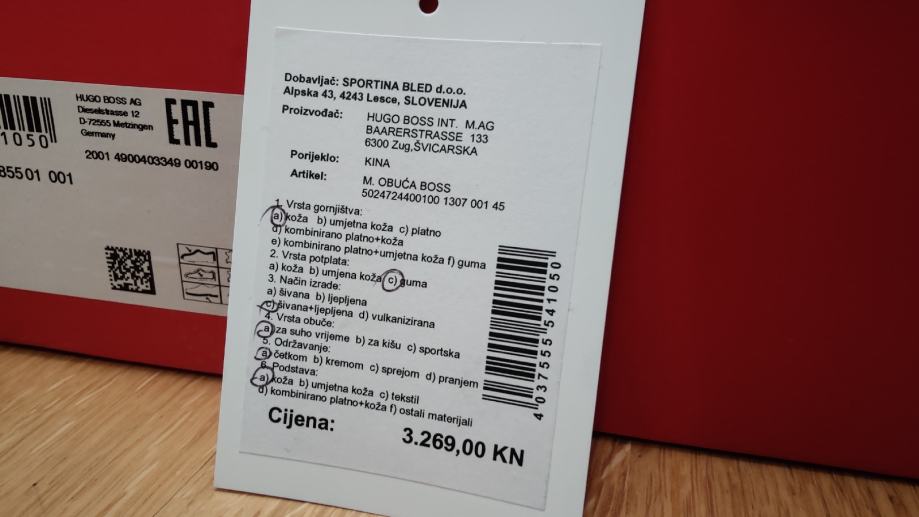 HUGO BOSS AG
Dieselstrasse 12
D-72555 Metzingen
Germany
EAC
1050
2001 4900403349 00190
85501 001
Dobavljač: SPORTINA BLED d.o.o.
Alpska 43, 4243 Lesce, SLOVENIJA
Proizvođač: HUGO BOSS INT. M.AG
BAARERSTRASSE 133
6300 Zug,ŠVICARSKA
Porijeklo: KINA
Artikel: M. OBUĆA BOSS
5024724400100 1307 001 45
1. Vrsta gornjištva:
a) koža b) umjetna koža c) platno
d) kombinirano platno+koža
e) kombinirano platno+umjetna koža f) guma
2. Vrsta potplata:
a) koža b) umjena koža c) guma
3. Način izrade:
a) šivana b) ljepljena
c) šivana+ljepljena d) vulkanizirana
4. Vrsta obuče:
a) za suho vrijeme b) za kišu c) sportska
5. Održavanje:
a) četkom b) kremom c) sprejom d) pranjem
6. Podstava:
a) koža b) umjetna koža c) tekstil
d) kombinirano platno+koža f) ostali materijali
Cijena: 3.269,00 KN
4037555541050